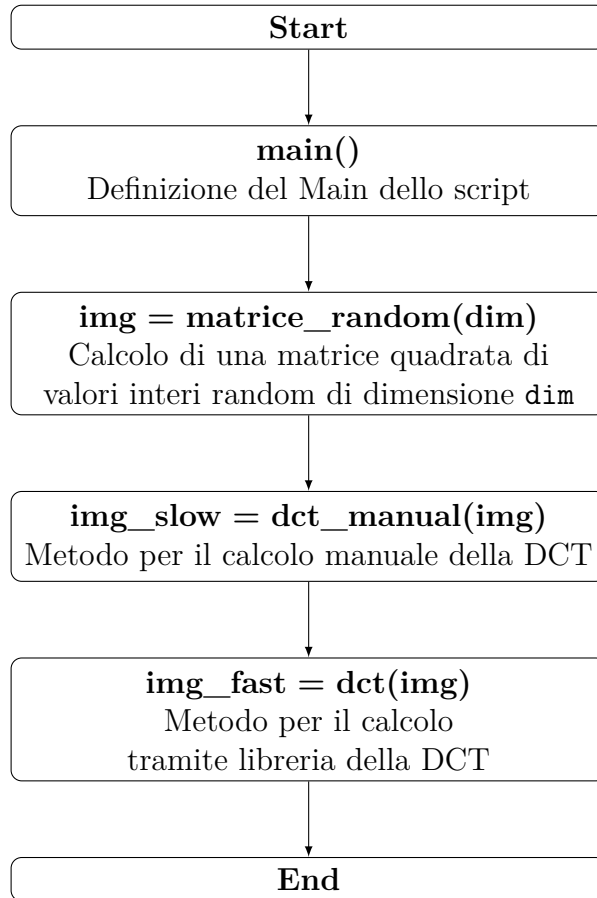 Start
main()
Definizione del Main dello script
img = matrice_random(dim)
Calcolo di una matrice quadrata di
valori interi random di dimensione dim
img_slow = dct_manual(img)
Metodo per il calcolo manuale della DCT
img_fast = dct(img)
Metodo per il calcolo
tramite libreria della DCT
End